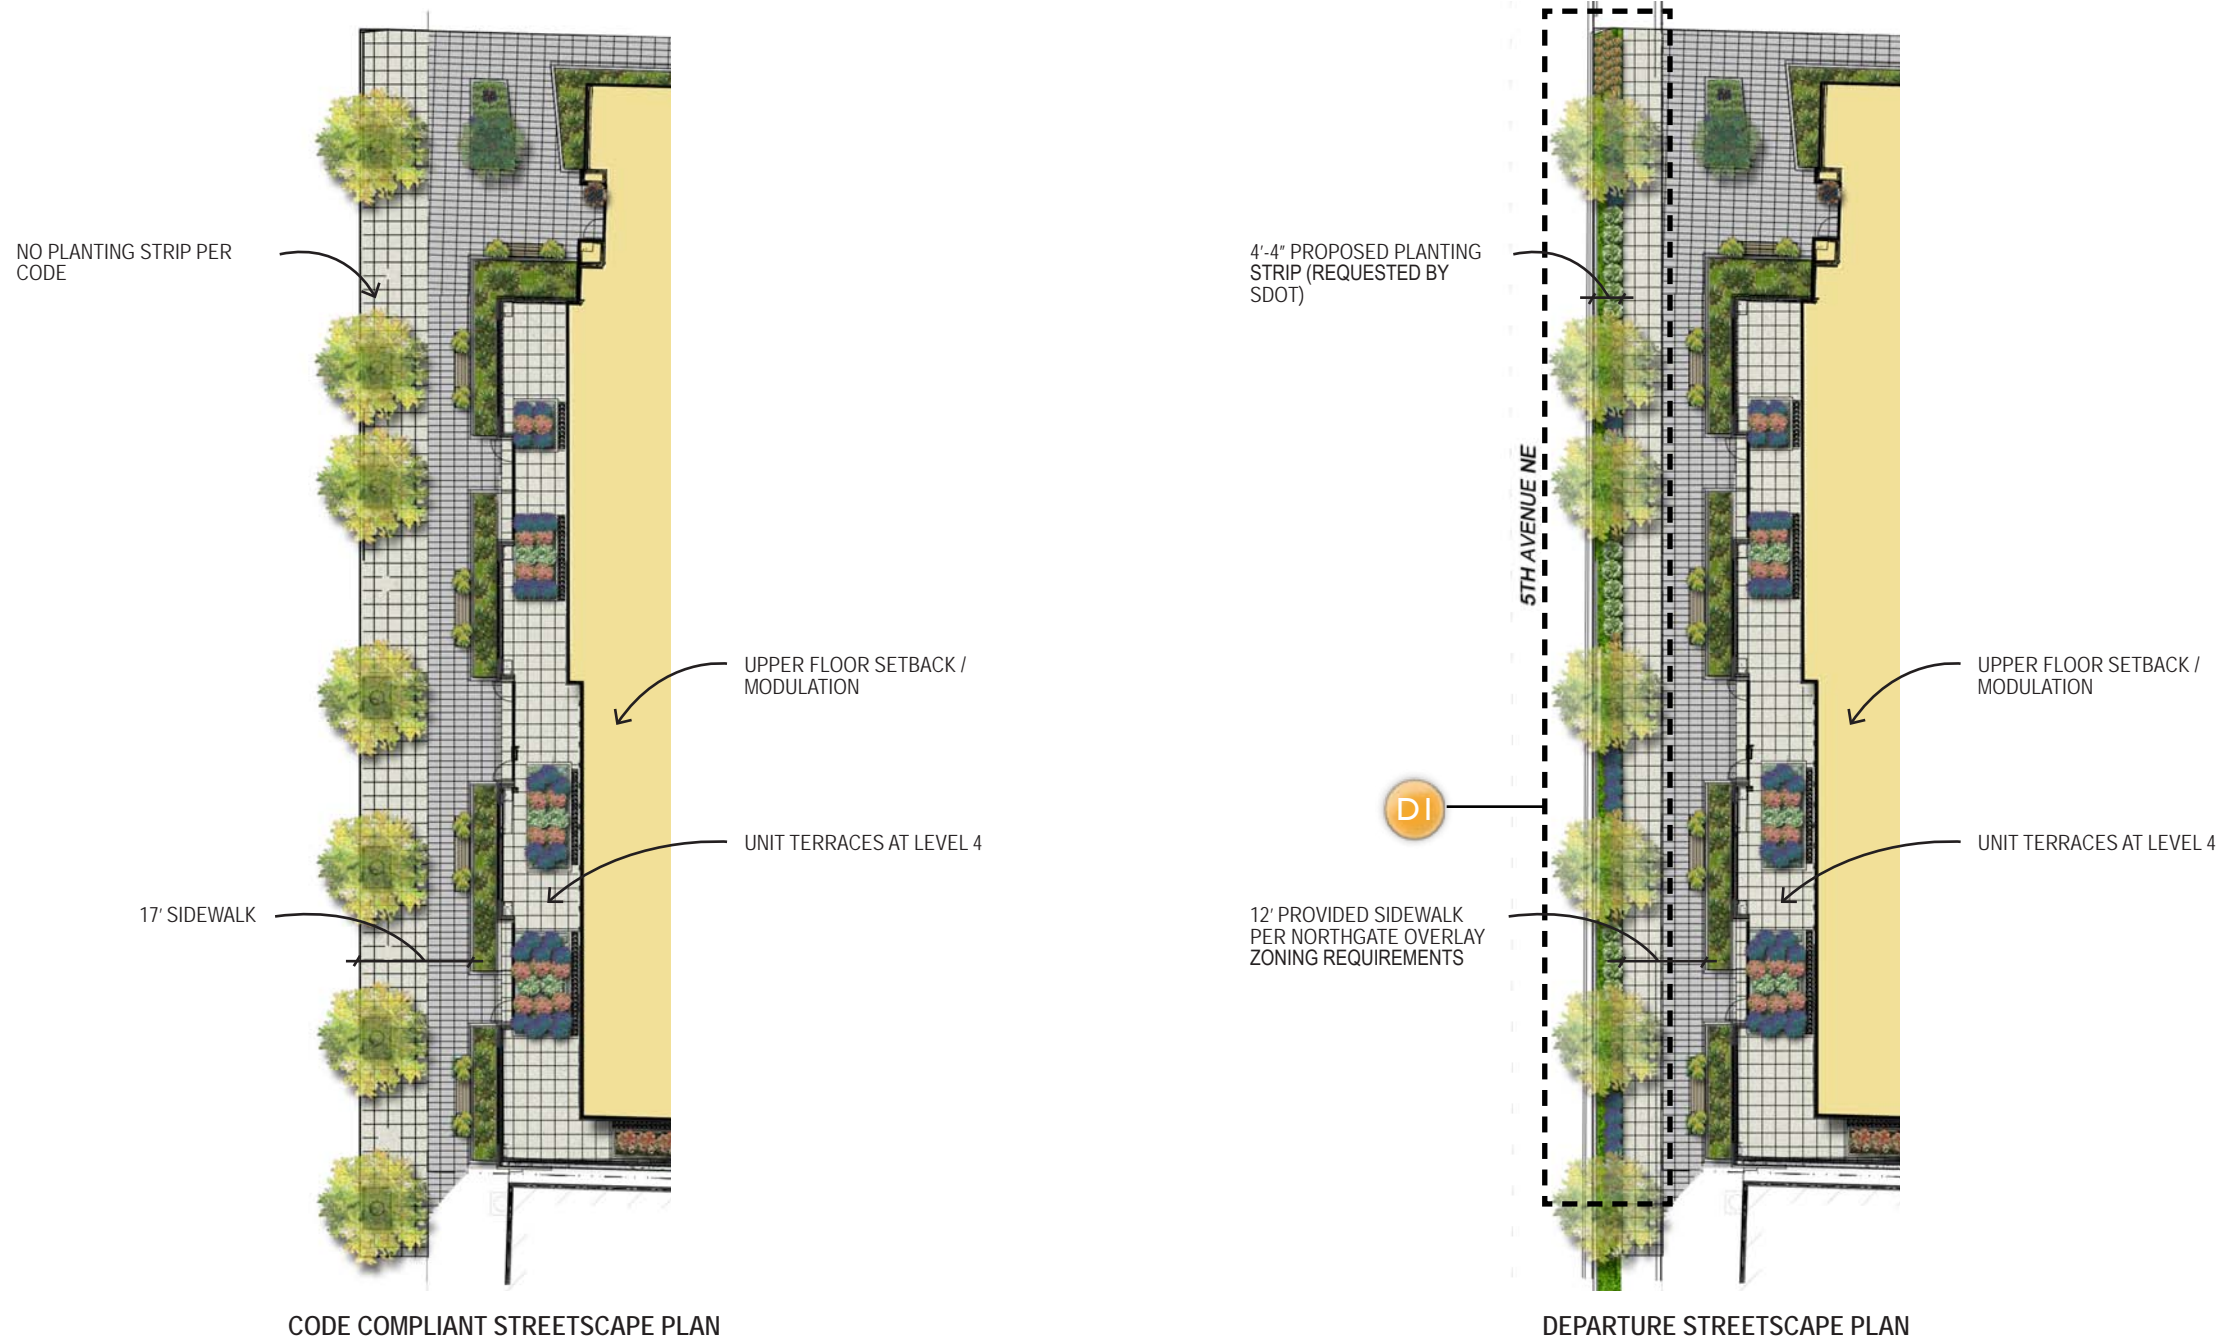 NO PLANTING STRIP PER
CODE
17' SIDEWALK
UPPER FLOOR SETBACK /
MODULATION
UNIT TERRACES AT LEVEL 4
CODE COMPLIANT STREETSCAPE PLAN
4'-4" PROPOSED PLANTING
STRIP (REQUESTED BY
SDOT)
5TH AVENUE NE
D1
12' PROVIDED SIDEWALK
PER NORTHGATE OVERLAY
ZONING REQUIREMENTS
UPPER FLOOR SETBACK /
MODULATION
UNIT TERRACES AT LEVEL 4
DEPARTURE STREETSCAPE PLAN